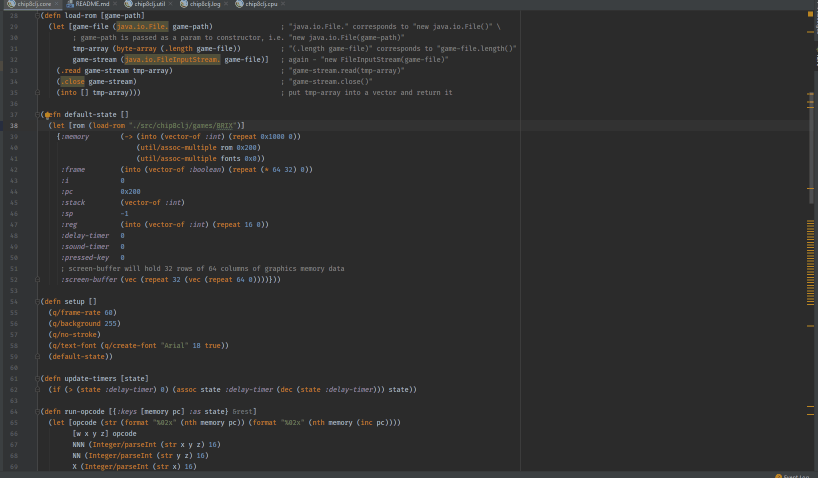 chip8clj.core × README.md × chip8clj.util × chip8clj.log × chip8clj.cpu ×
28 (defn load-rom [game-path]
29 (let [game-file (java.io.File. game-path) ; "java.io.File." corresponds to "new java.io.File()" \
30 ; game-path is passed as a param to constructor, i.e. "new java.io.File(game-path)"
31 tmp-array (byte-array (.length game-file)) ; "(.length game-file)" corresponds to "game-file.length()"
32 game-stream (java.io.FileInputStream. game-file)] ; again - "new FileInputStream(game-file)"
33 (.read game-stream tmp-array) ; "game-stream.read(tmp-array)"
34 (.close game-stream) ; "game-stream.close()"
35 (into [] tmp-array))) ; put tmp-array into a vector and return it
36
37 (defn default-state []
38 (let [rom (load-rom "./src/chip8clj/games/BRIX")]
39 {:memory (-> (into (vector-of :int) (repeat 0x1000 0))
40 (util/assoc-multiple rom 0x200)
41 (util/assoc-multiple fonts 0x0))
42 :frame (into (vector-of :boolean) (repeat (* 64 32) 0))
43 :i 0
44 :pc 0x200
45 :stack (vector-of :int)
46 :sp -1
47 :reg (into (vector-of :int) (repeat 16 0))
48 :delay-timer 0
49 :sound-timer 0
50 :pressed-key 0
51 ; screen-buffer will hold 32 rows of 64 columns of graphics memory data
52 :screen-buffer (vec (repeat 32 (vec (repeat 64 0))))}))
53
54 (defn setup []
55 (q/frame-rate 60)
56 (q/background 255)
57 (q/no-stroke)
58 (q/text-font (q/create-font "Arial" 18 true))
59 (default-state))
60
61 (defn update-timers [state]
62 (if (> (state :delay-timer) 0) (assoc state :delay-timer (dec (state :delay-timer))) state))
63
64 (defn run-opcode [{:keys [memory pc] :as state} &rest]
65 (let [opcode (str (format "%02x" (nth memory pc)) (format "%02x" (nth memory (inc pc))))
66 [w x y z] opcode
67 NNN (Integer/parseInt (str x y z) 16)
68 NN (Integer/parseInt (str y z) 16)
69 X (Integer/parseInt (str x) 16)